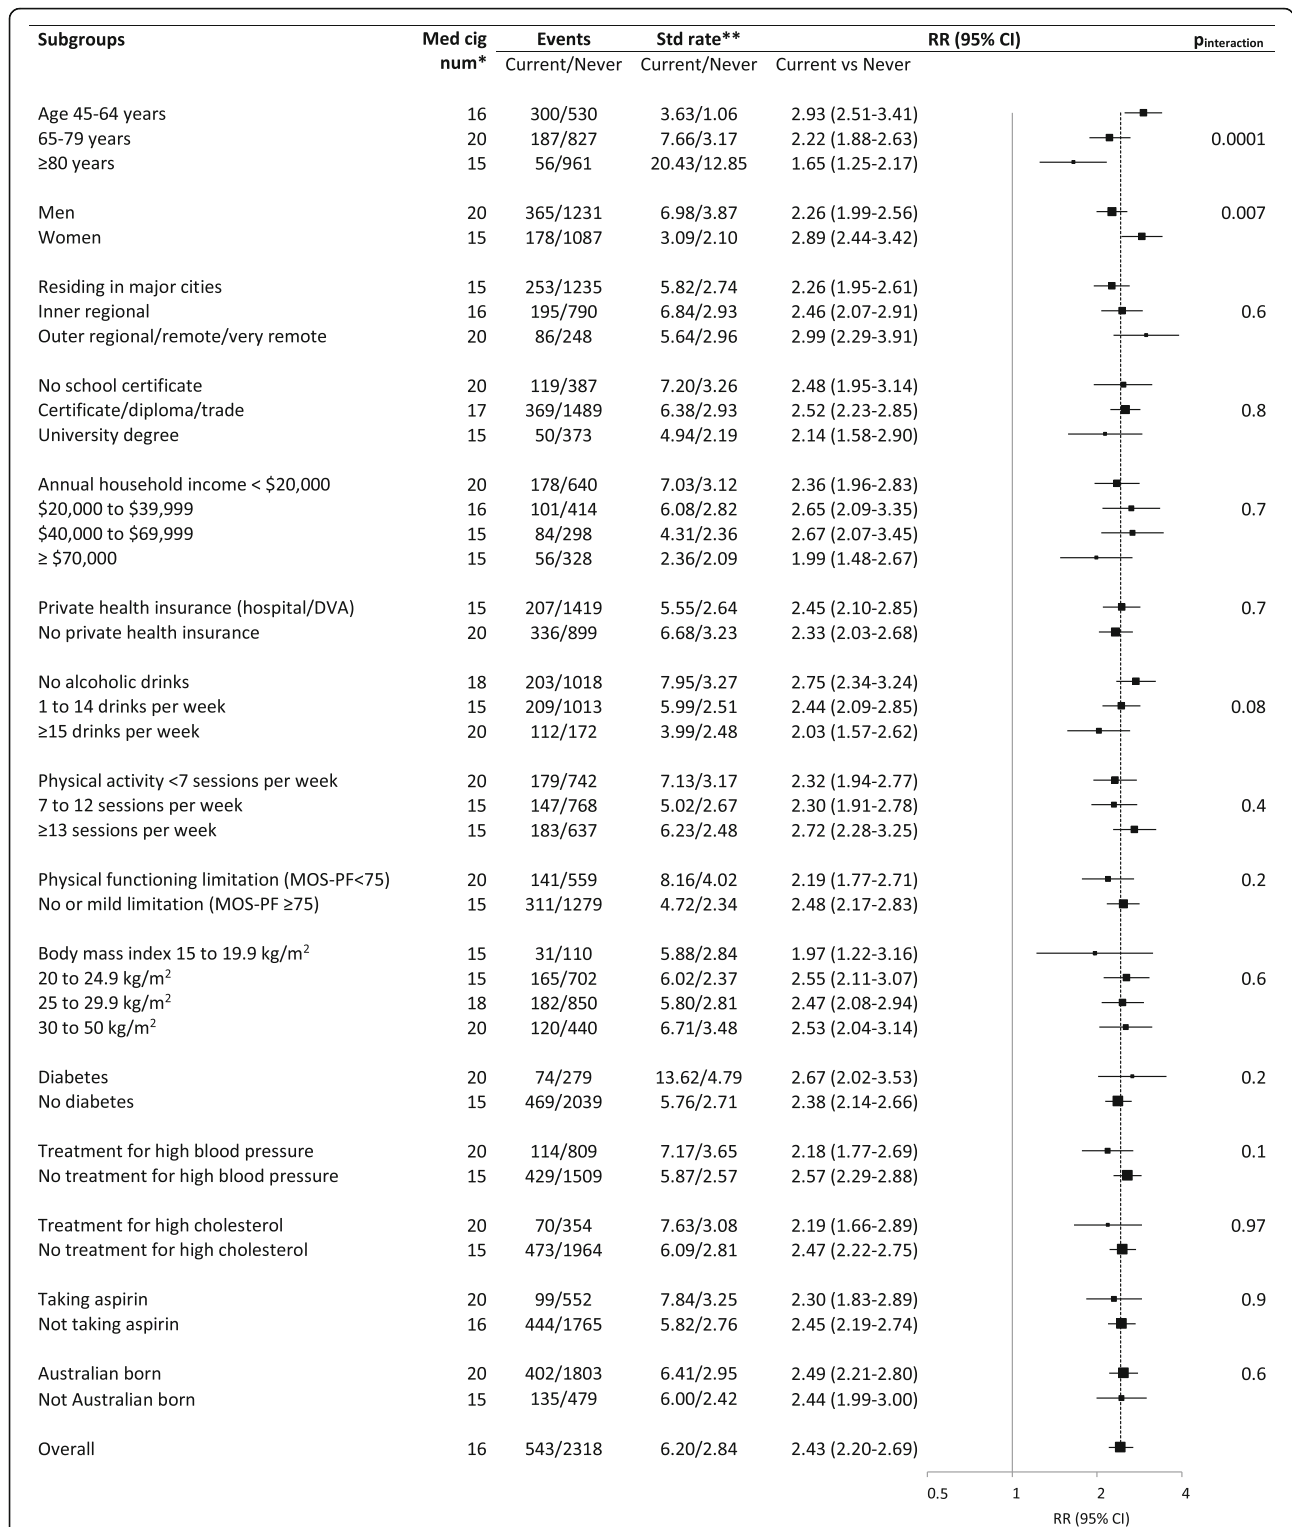 Subgroups Med cig Events Std rate** RR (95% CI) pinteraction
num* Current/Never Current/Never Current vs Never
Age 45-64 years 16 300/530 3.63/1.06 2.93 (2.51-3.41)
65-79 years 20 187/827 7.66/3.17 2.22 (1.88-2.63) 0.0001
≥80 years 15 56/961 20.43/12.85 1.65 (1.25-2.17)
Men 20 365/1231 6.98/3.87 2.26 (1.99-2.56) 0.007
Women 15 178/1087 3.09/2.10 2.89 (2.44-3.42)
Residing in major cities 15 253/1235 5.82/2.74 2.26 (1.95-2.61)
Inner regional 16 195/790 6.84/2.93 2.46 (2.07-2.91) 0.6
Outer regional/remote/very remote 20 86/248 5.64/2.96 2.99 (2.29-3.91)
No school certificate 20 119/387 7.20/3.26 2.48 (1.95-3.14)
Certificate/diploma/trade 17 369/1489 6.38/2.93 2.52 (2.23-2.85) 0.8
University degree 15 50/373 4.94/2.19 2.14 (1.58-2.90)
Annual household income < $20,000 20 178/640 7.03/3.12 2.36 (1.96-2.83)
$20,000 to $39,999 16 101/414 6.08/2.82 2.65 (2.09-3.35) 0.7
$40,000 to $69,999 15 84/298 4.31/2.36 2.67 (2.07-3.45)
≥ $70,000 15 56/328 2.36/2.09 1.99 (1.48-2.67)
Private health insurance (hospital/DVA) 15 207/1419 5.55/2.64 2.45 (2.10-2.85) 0.7
No private health insurance 20 336/899 6.68/3.23 2.33 (2.03-2.68)
No alcoholic drinks 18 203/1018 7.95/3.27 2.75 (2.34-3.24)
1 to 14 drinks per week 15 209/1013 5.99/2.51 2.44 (2.09-2.85) 0.08
≥15 drinks per week 20 112/172 3.99/2.48 2.03 (1.57-2.62)
Physical activity <7 sessions per week 20 179/742 7.13/3.17 2.32 (1.94-2.77)
7 to 12 sessions per week 15 147/768 5.02/2.67 2.30 (1.91-2.78) 0.4
≥13 sessions per week 15 183/637 6.23/2.48 2.72 (2.28-3.25)
Physical functioning limitation (MOS-PF<75) 20 141/559 8.16/4.02 2.19 (1.77-2.71) 0.2
No or mild limitation (MOS-PF ≥75) 15 311/1279 4.72/2.34 2.48 (2.17-2.83)
Body mass index 15 to 19.9 kg/m² 15 31/110 5.88/2.84 1.97 (1.22-3.16)
20 to 24.9 kg/m² 15 165/702 6.02/2.37 2.55 (2.11-3.07) 0.6
25 to 29.9 kg/m² 18 182/850 5.80/2.81 2.47 (2.08-2.94)
30 to 50 kg/m² 20 120/440 6.71/3.48 2.53 (2.04-3.14)
Diabetes 20 74/279 13.62/4.79 2.67 (2.02-3.53) 0.2
No diabetes 15 469/2039 5.76/2.71 2.38 (2.14-2.66)
Treatment for high blood pressure 20 114/809 7.17/3.65 2.18 (1.77-2.69) 0.1
No treatment for high blood pressure 15 429/1509 5.87/2.57 2.57 (2.29-2.88)
Treatment for high cholesterol 20 70/354 7.63/3.08 2.19 (1.66-2.89) 0.97
No treatment for high cholesterol 15 473/1964 6.09/2.81 2.47 (2.22-2.75)
Taking aspirin 20 99/552 7.84/3.25 2.30 (1.83-2.89) 0.9
Not taking aspirin 16 444/1765 5.82/2.76 2.45 (2.19-2.74)
Australian born 20 402/1803 6.41/2.95 2.49 (2.21-2.80) 0.6
Not Australian born 15 135/479 6.00/2.42 2.44 (1.99-3.00)
Overall 16 543/2318 6.20/2.84 2.43 (2.20-2.69)
0.5 1 2 4
RR (95% CI)